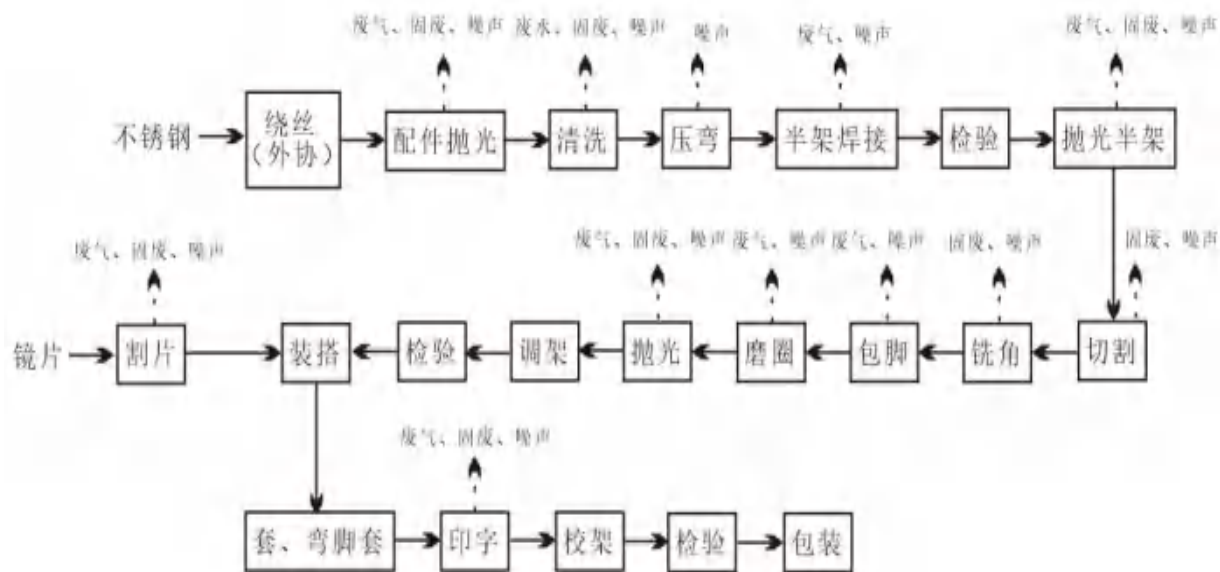 废气、固废、噪声
废水、固废、噪声
噪声
废气、噪声
废气、固废、噪声
不锈钢
绕丝
（外协）
配件抛光
清洗
压弯
半架焊接
检验
抛光半架
废气、固废、噪声
废气、固废、噪声
废气、噪声
废气、噪声
固废、噪声
固废、噪声
镜片
割片
装搭
检验
调架
抛光
磨圈
包脚
铣角
切割
废气、固废、噪声
套、弯脚套
印字
校架
检验
包装